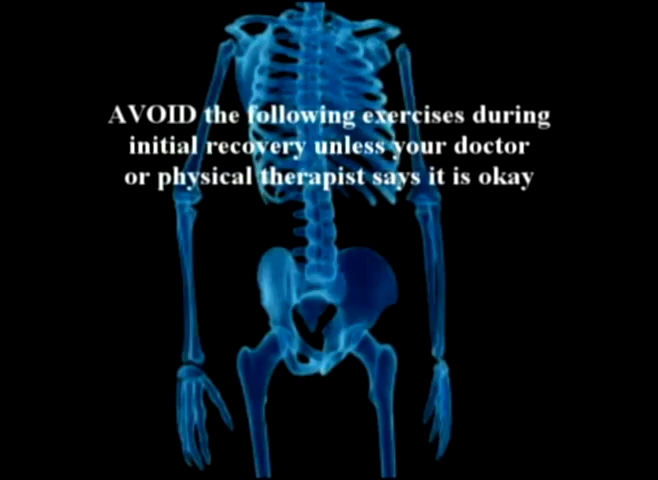 AVOID the following exercises during
initial recovery unless your doctor
or physical therapist says it is okay